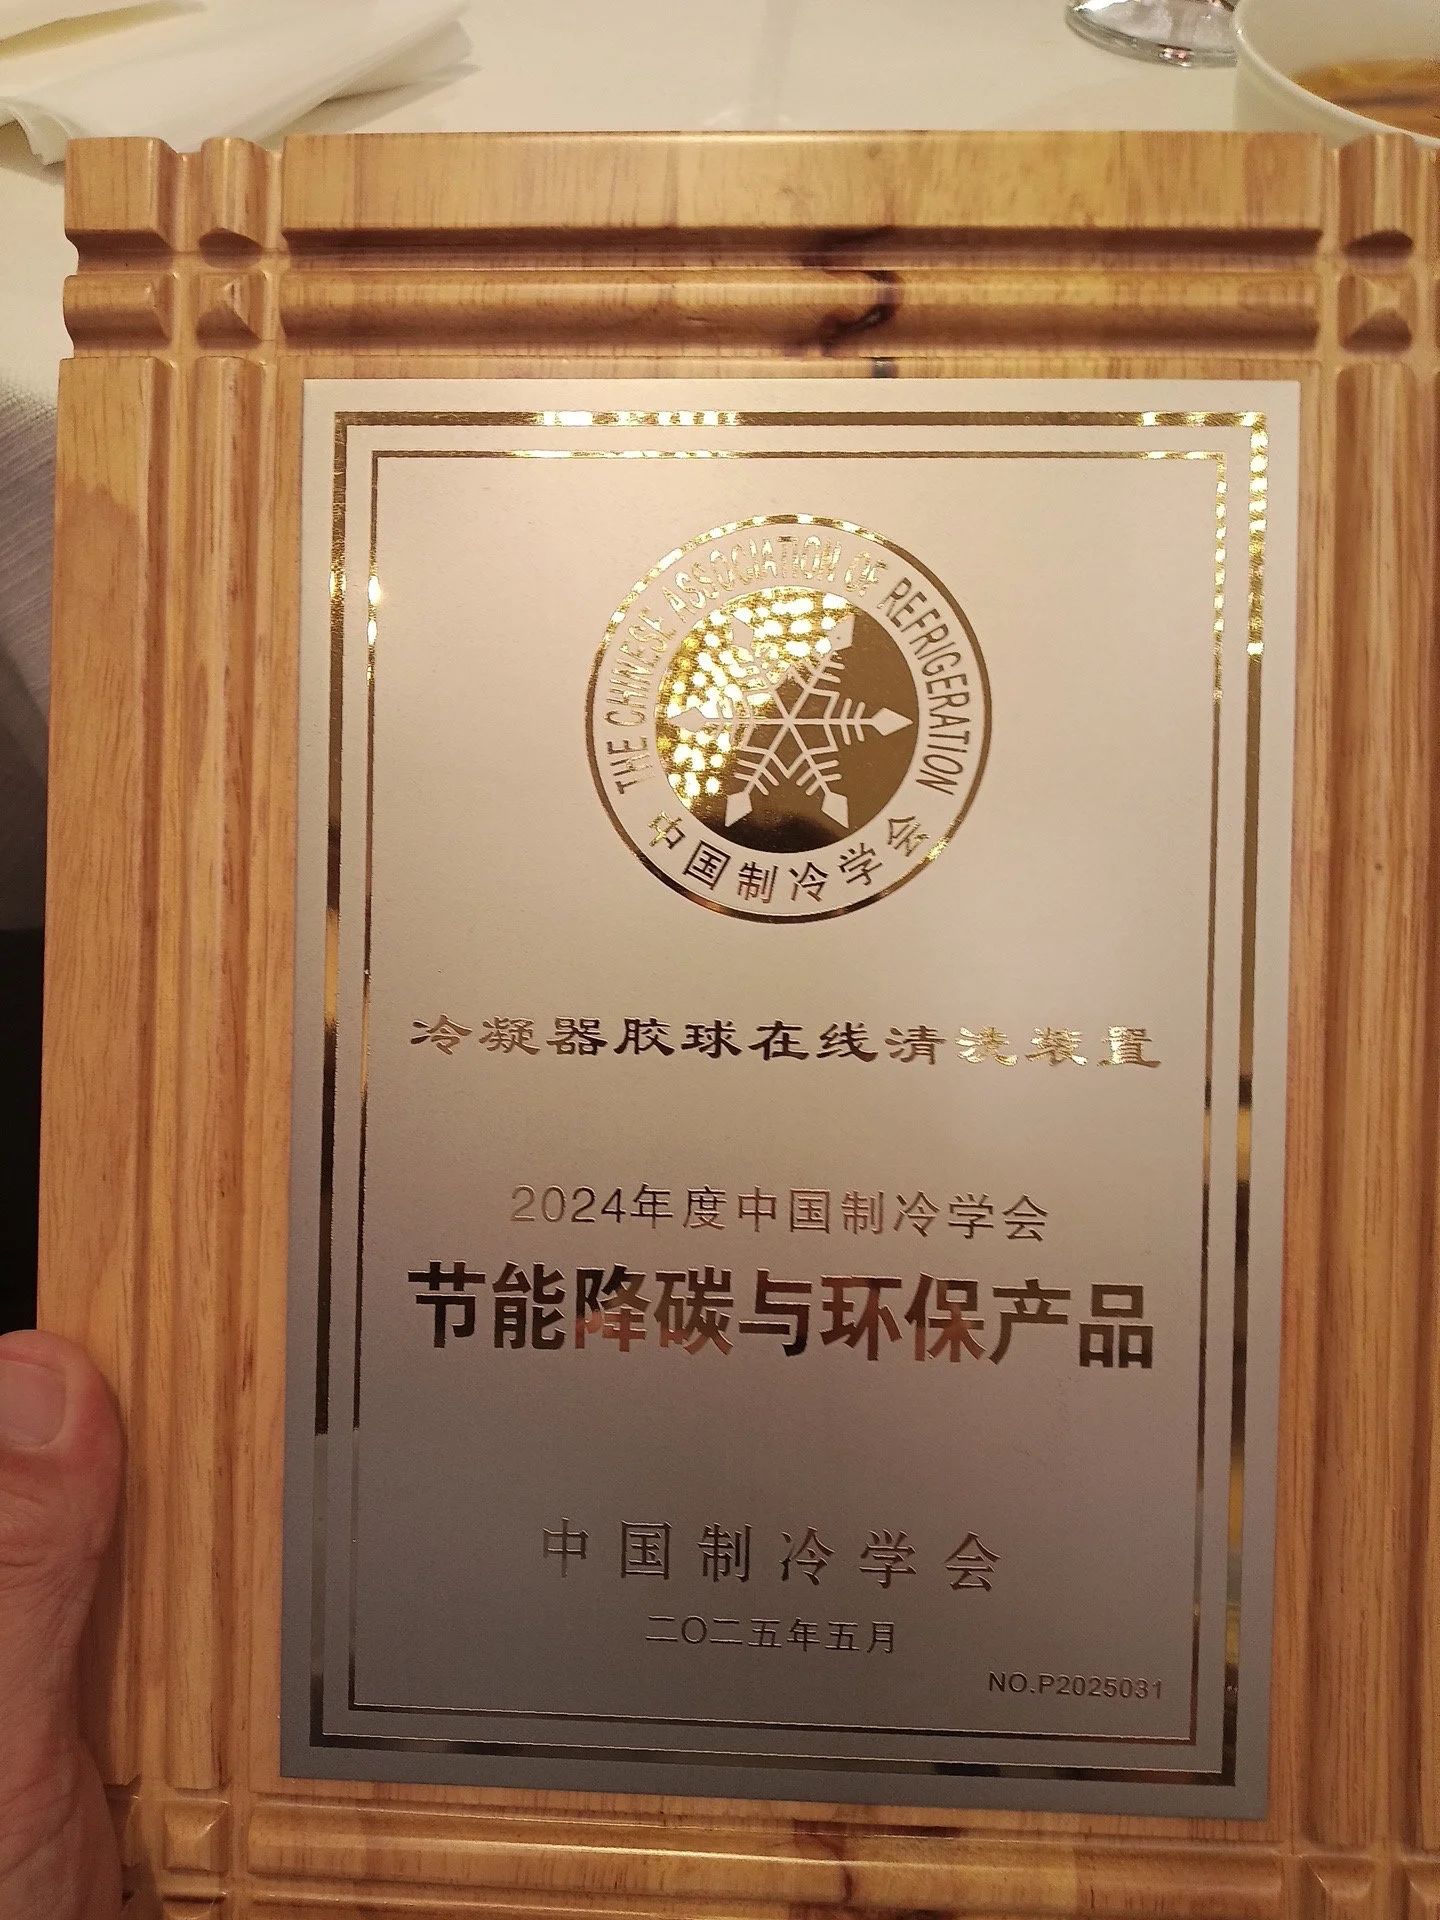 THE CHINESE ASSOCIATION OF REFRIGERATION
中国制冷学会
冷凝器胶球在线清洗装置
2024年度中国制冷学会
节能降碳与环保产品
中国制冷学会
二〇二五年五月
NO.P2025031